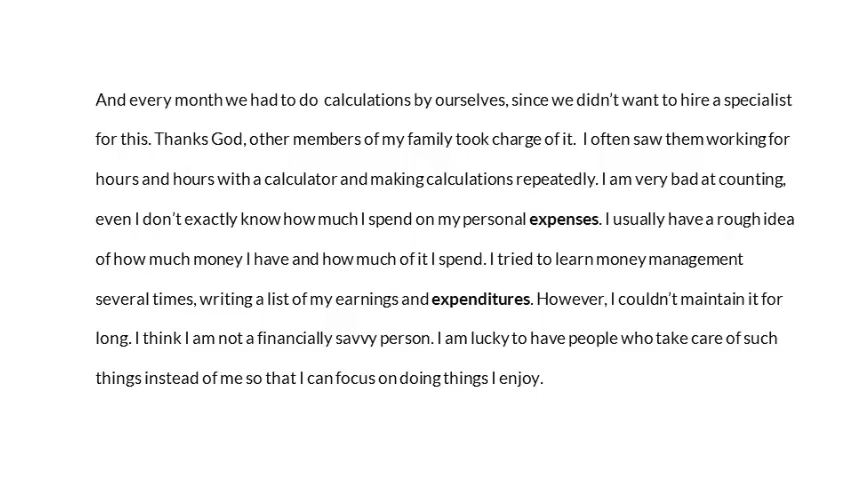 And every month we had to do calculations by ourselves, since we didn't want to hire a specialist
for this. Thanks God, other members of my family took charge of it. I often saw them working for
hours and hours with a calculator and making calculations repeatedly. I am very bad at counting,
even I don't exactly know how much I spend on my personal expenses. I usually have a rough idea
of how much money I have and how much of it I spend. I tried to learn money management
several times, writing a list of my earnings and expenditures. However, I couldn't maintain it for
long. I think I am not a financially savvy person. I am lucky to have people who take care of such
things instead of me so that I can focus on doing things I enjoy.